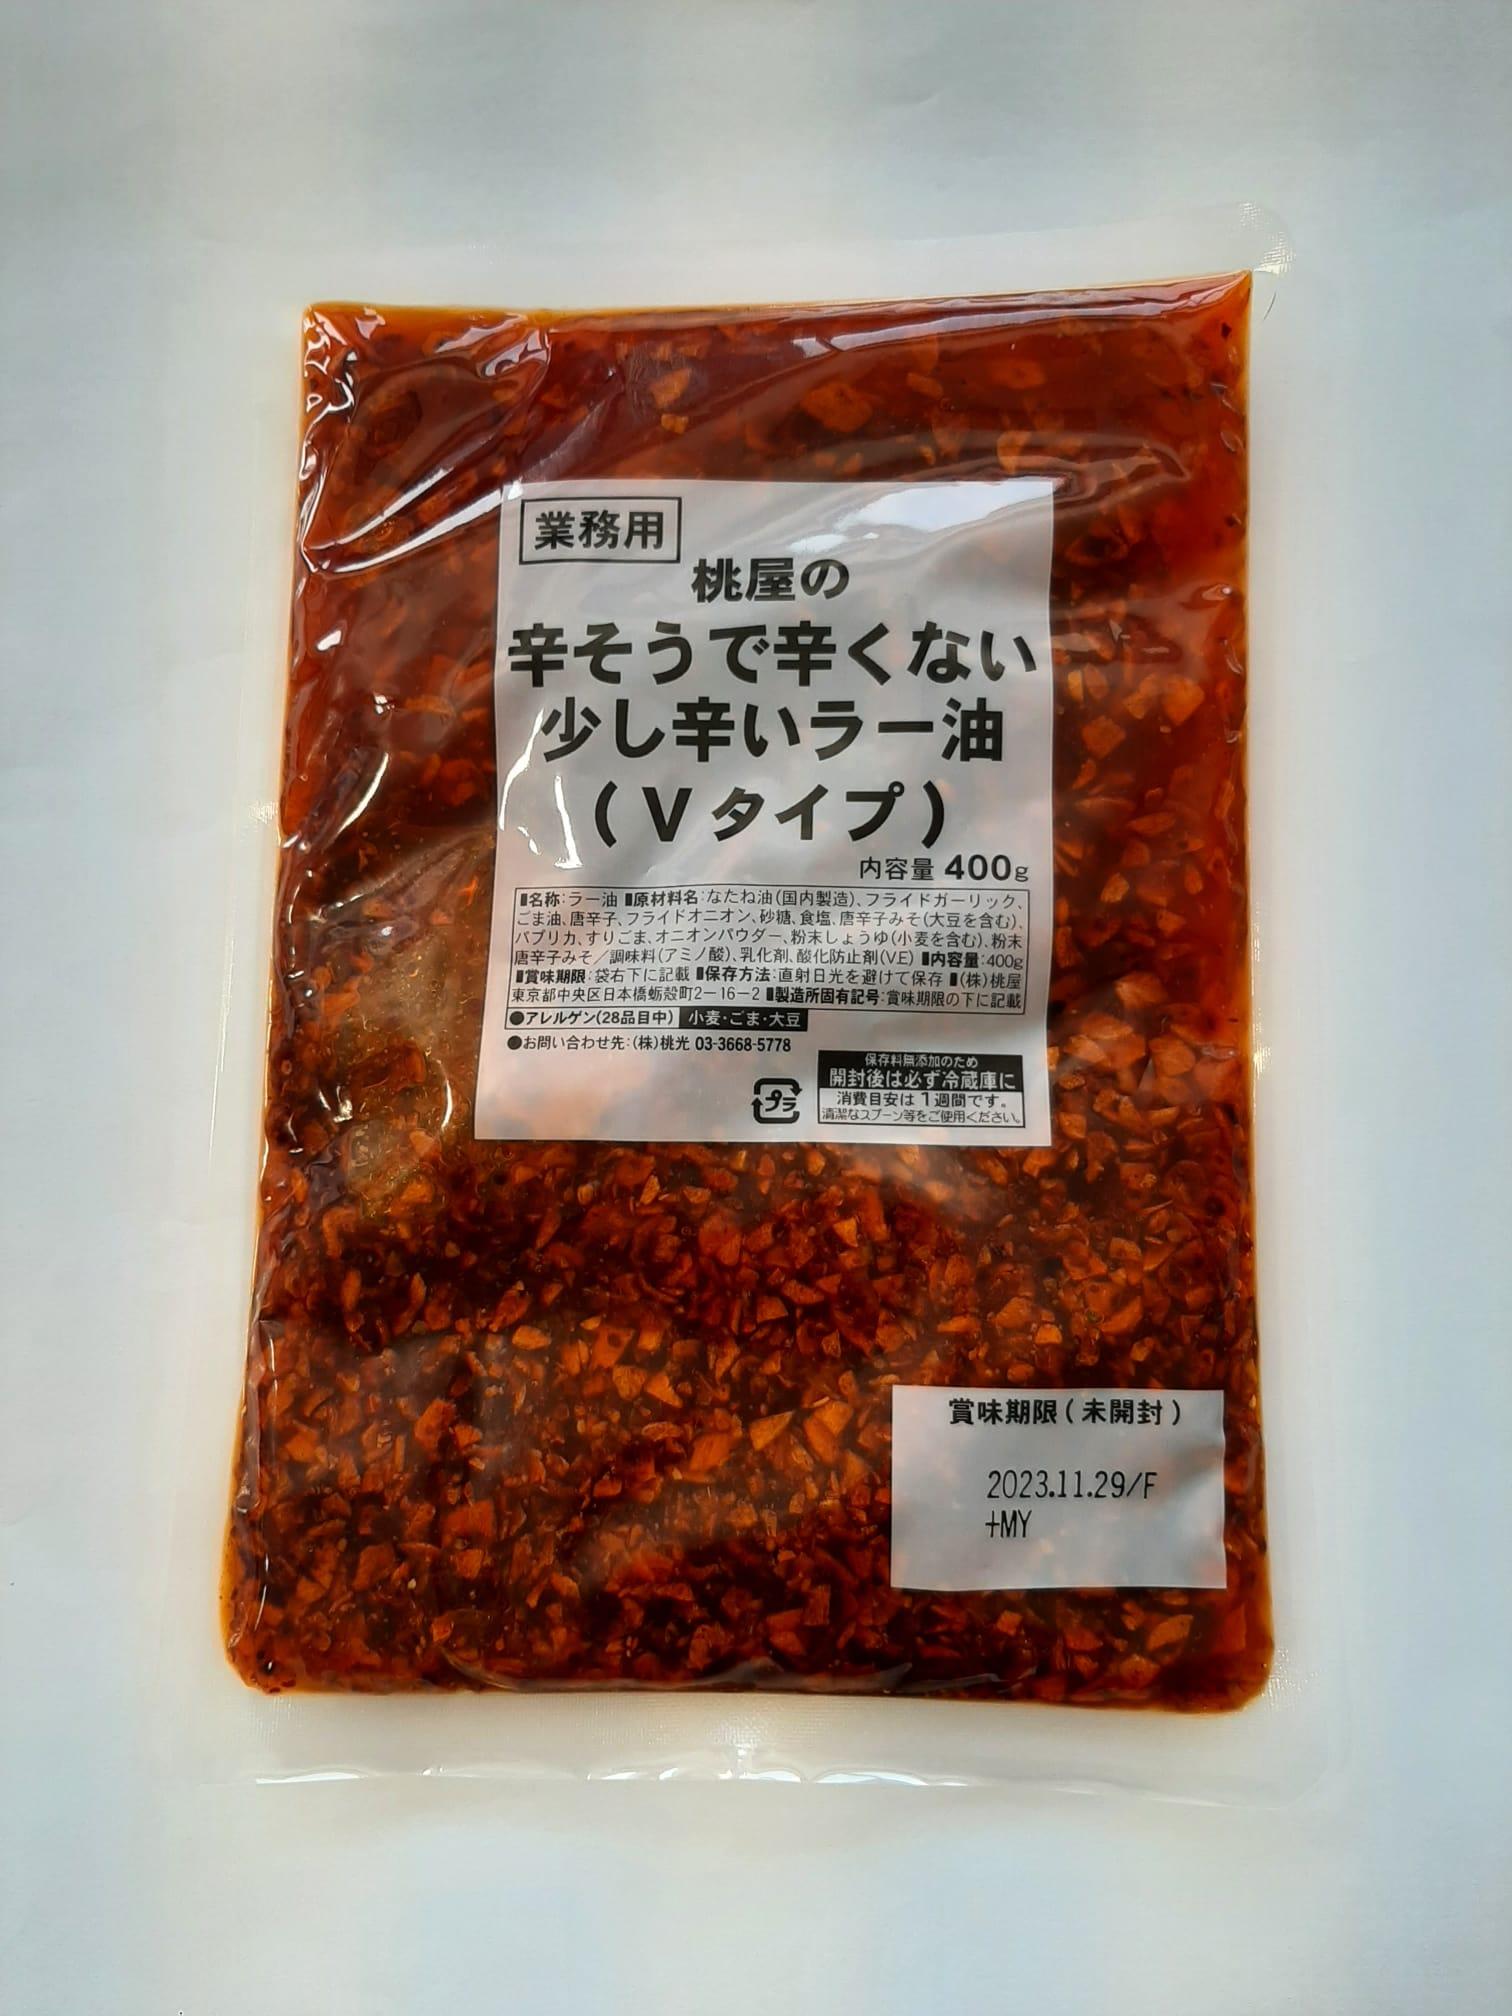 業務用
桃屋の
辛そうで辛くない
少し辛いラー油
(Vタイプ)
内容量 400g
■名称:ラー油 ■原材料名:なたね油(国内製造)、フライドガーリック、
ごま油、唐辛子、フライドオニオン、砂糖、食塩、唐辛子みそ(大豆を含む)、
パプリカ、すりごま、オニオンパウダー、粉末しょうゆ(小麦を含む)、粉末
唐辛子みそ/調味料(アミノ酸)、乳化剤、酸化防止剤(V.E) ■内容量:400g
■賞味期限:袋右下に記載 ■保存方法:直射日光を避けて保存 ■(株)桃屋
東京都中央区日本橋蛎殻町2-16-2 ■製造所固有記号:賞味期限の下に記載
●アレルゲン(28品目中) 小麦・ごま・大豆
●お問い合わせ先:(株)桃光 03-3668-5778
プラ
保存料無添加のため
開封後は必ず冷蔵庫に
消費目安は1週間です。
清潔なスプーン等をご使用ください。
賞味期限(未開封)
2023.11.29/F
+MY